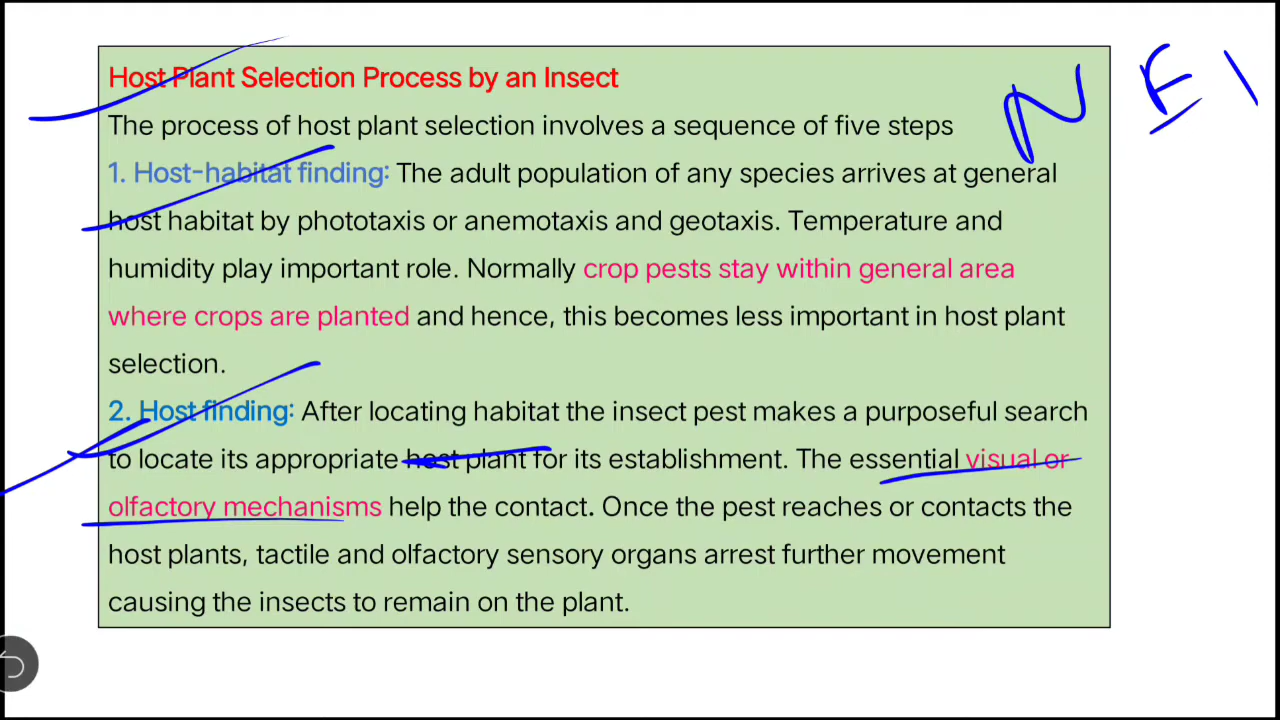 Host Plant Selection Process by an Insect
The process of host plant selection involves a sequence of five steps
1. Host-habitat finding: The adult population of any species arrives at general
host habitat by phototaxis or anemotaxis and geotaxis. Temperature and
humidity play important role. Normally crop pests stay within general area
where crops are planted and hence, this becomes less important in host plant
selection.
2. Host finding: After locating habitat the insect pest makes a purposeful search
to locate its appropriate host plant for its establishment. The essential visual or
olfactory mechanisms help the contact. Once the pest reaches or contacts the
host plants, tactile and olfactory sensory organs arrest further movement
causing the insects to remain on the plant.